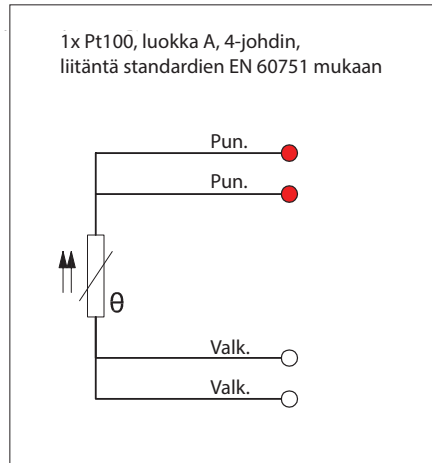 1x Pt100, luokka A, 4-johdin,
liitäntä standardien EN 60751 mukaan
Pun.
Pun.
θ
Valk.
Valk.